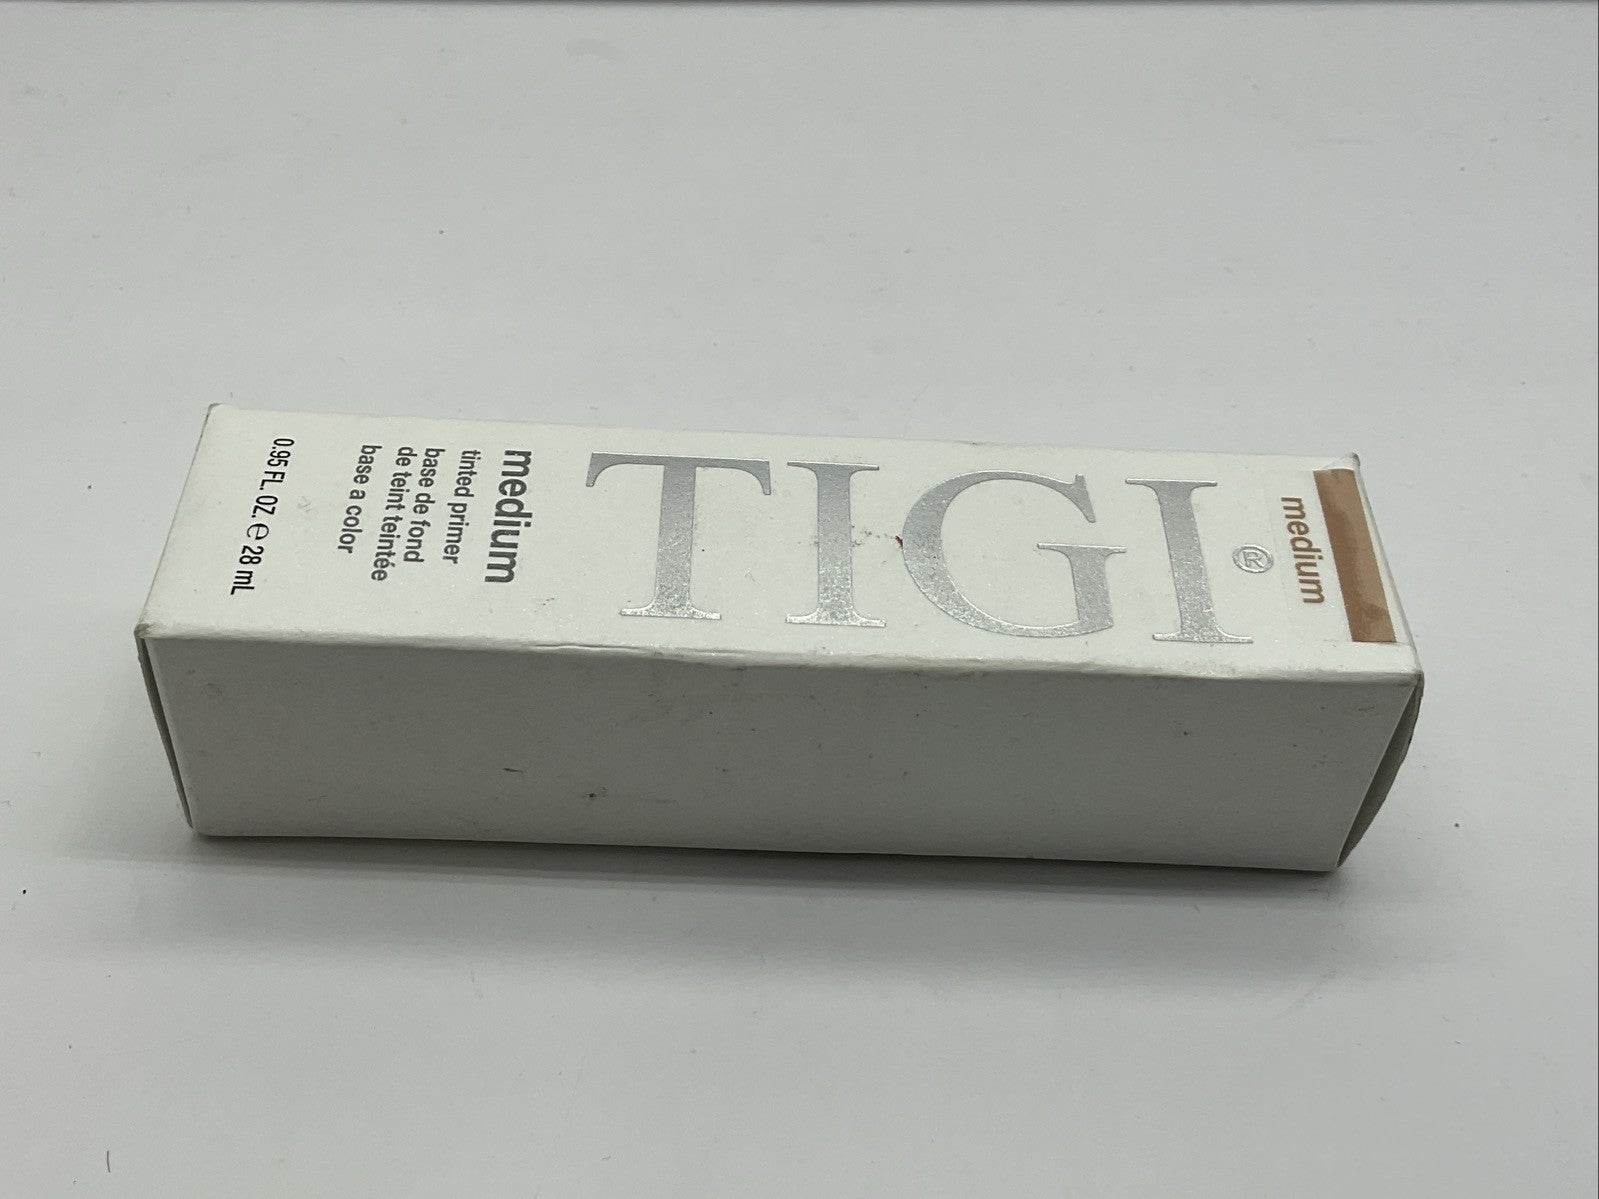 medium
®
TIGI
medium
tinted primer
base de fond
de teint teintée
base a color
0.95 FL. OZ. ℮ 28 mL